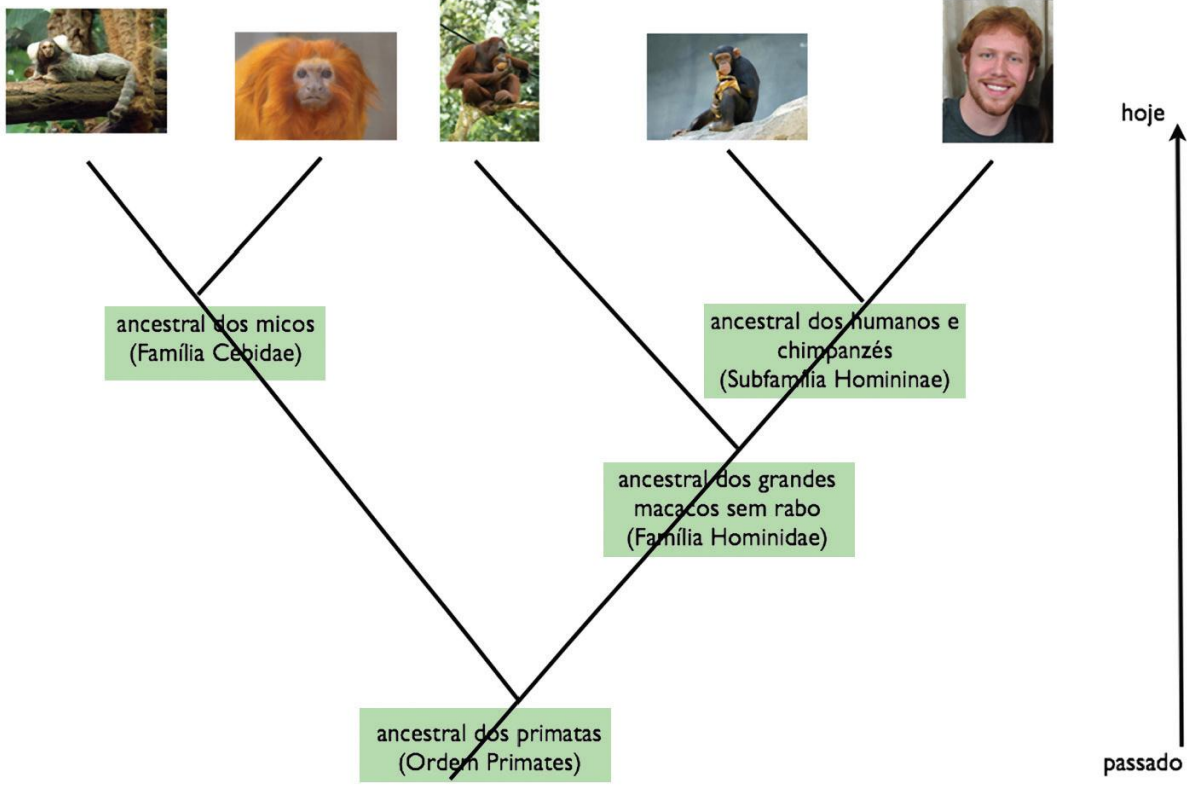 hoje
ancestral dos micos
(Família Cebidae)
ancestral dos humanos e
chimpanzés
(Subfamília Homininae)
ancestral dos grandes
macacos sem rabo
(Família Hominidae)
ancestral dos primatas
(Ordem Primates)
passado